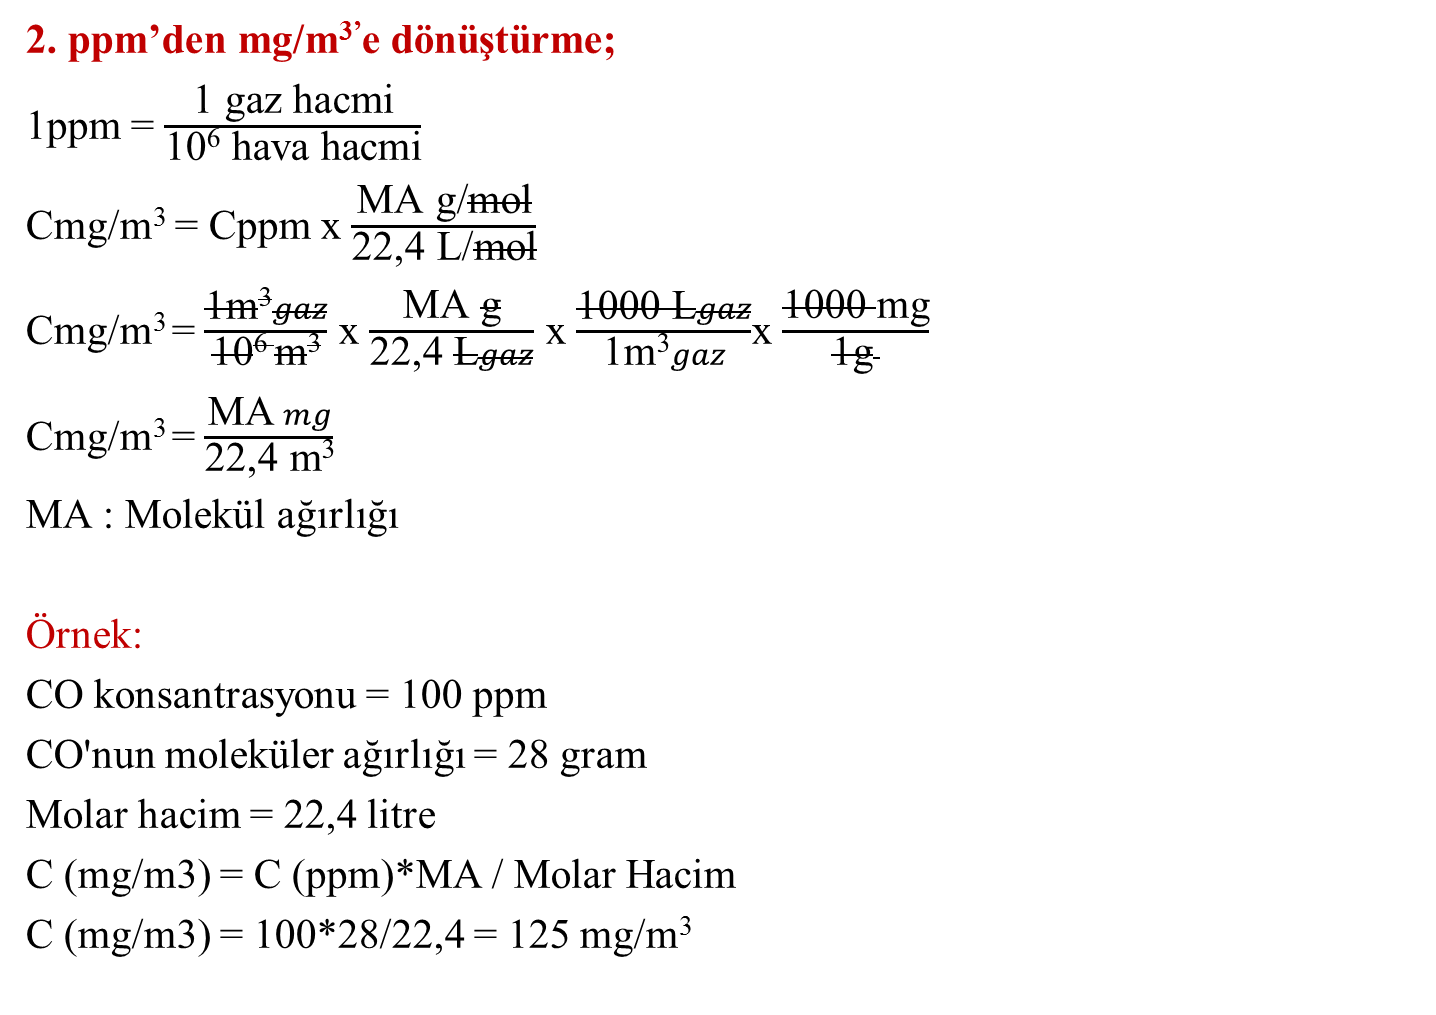 2. ppm’den mg/m³’e dönüştürme;
1ppm = 1 gaz hacmi / 10⁶ hava hacmi
Cmg/m³ = Cppm x MA g/mol / 22,4 L/mol
Cmg/m³ = 1m³gaz / 10⁶ m³ x MA g / 22,4 Lgaz x 1000 Lgaz / 1m³gaz x 1000 mg / 1g
Cmg/m³ = MA mg / 22,4 m³
MA : Molekül ağırlığı
Örnek:
CO konsantrasyonu = 100 ppm
CO'nun moleküler ağırlığı = 28 gram
Molar hacim = 22,4 litre
C (mg/m3) = C (ppm)*MA / Molar Hacim
C (mg/m3) = 100*28/22,4 = 125 mg/m³